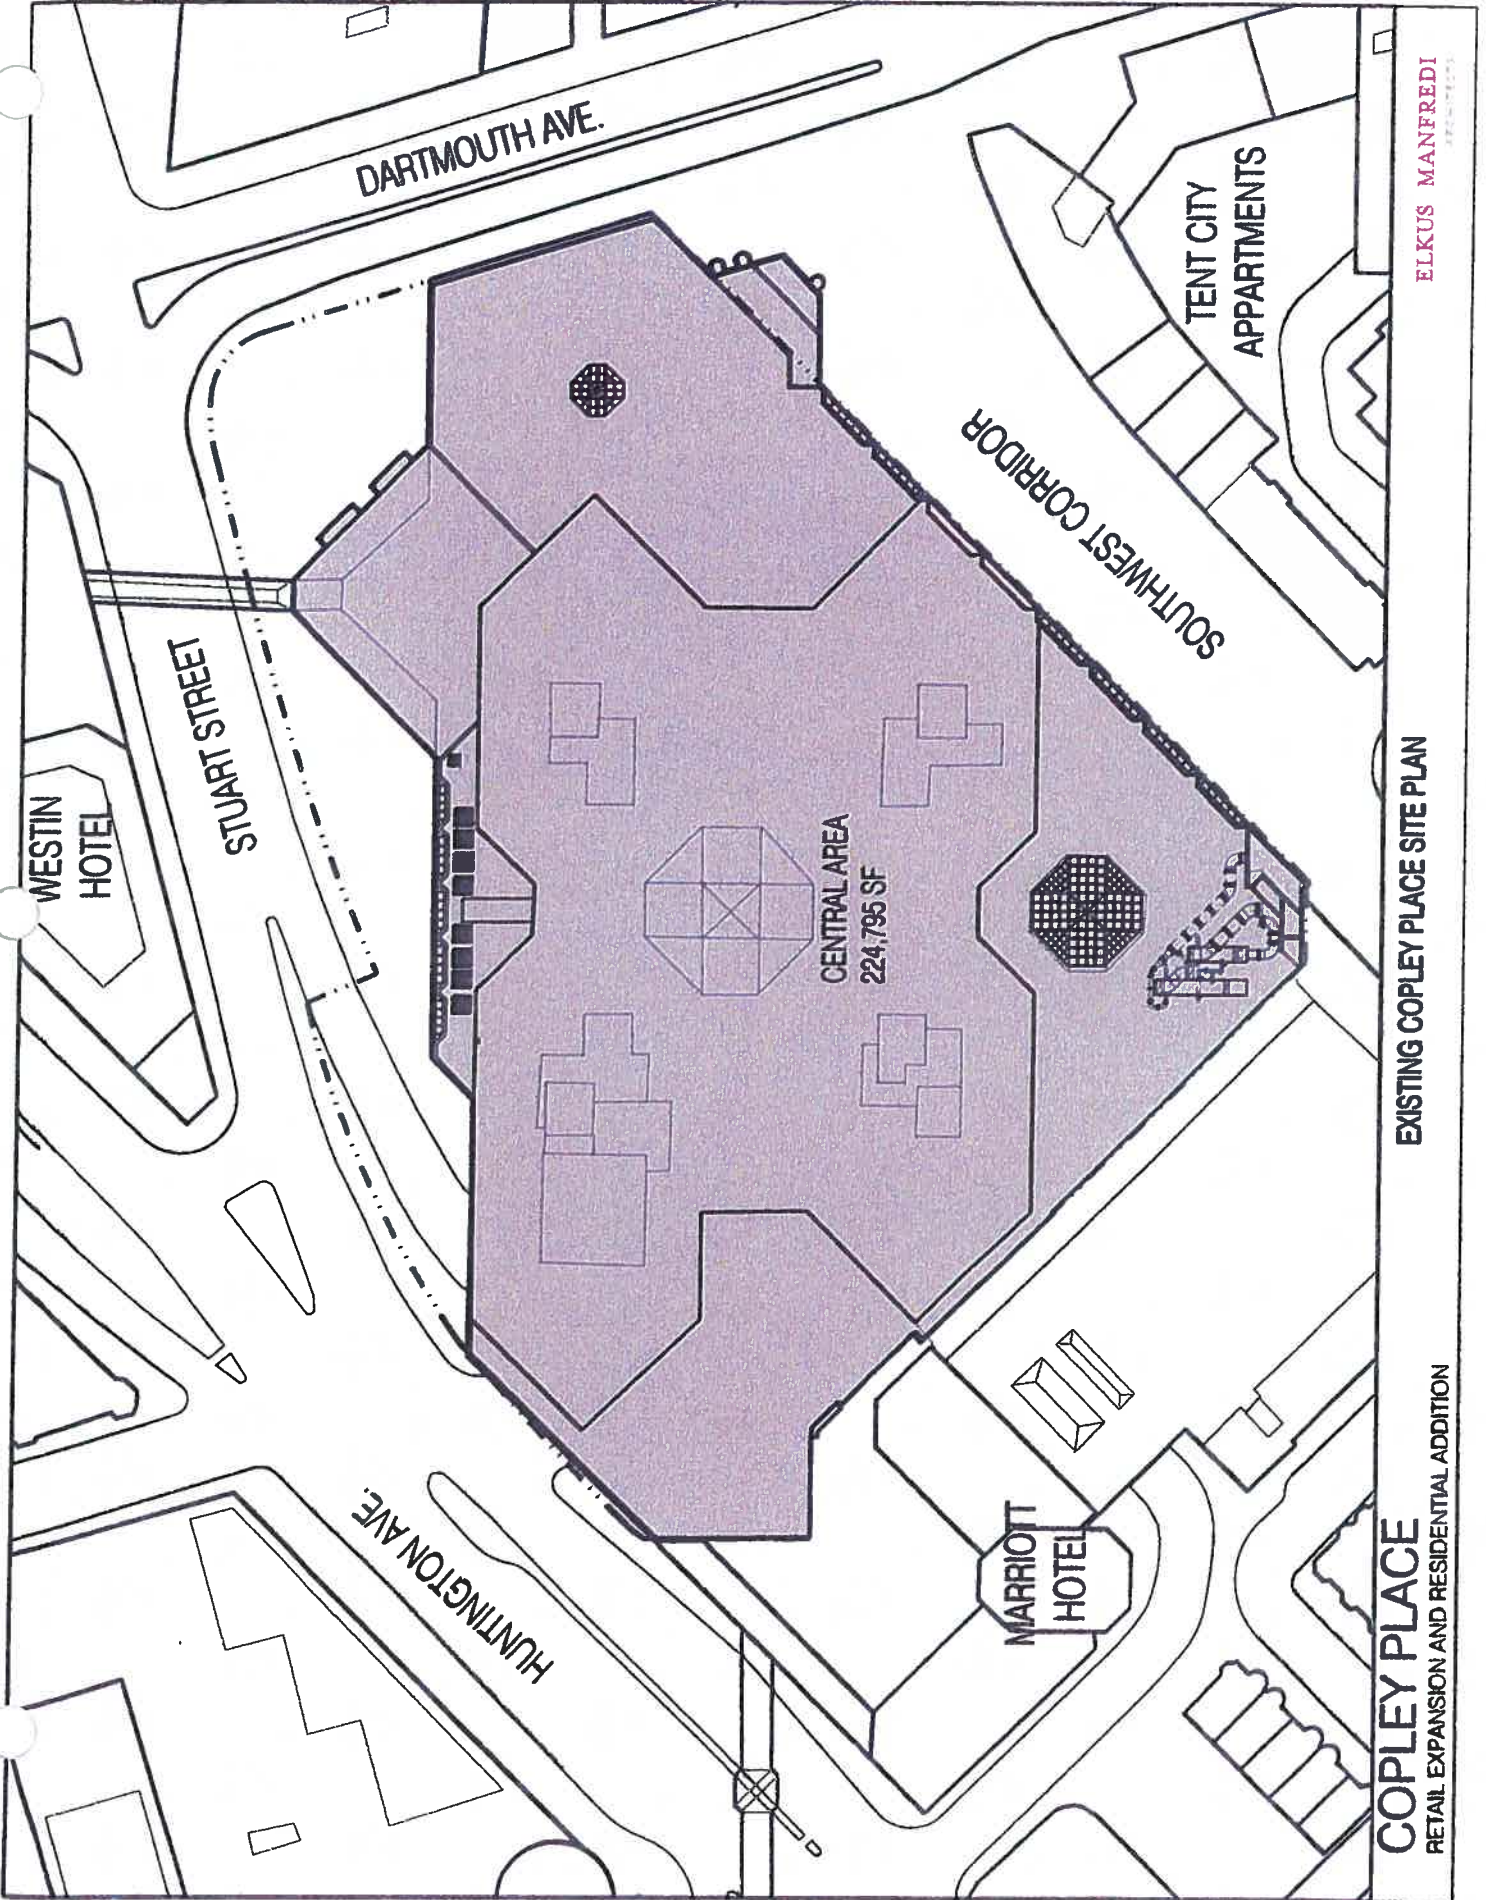 WESTIN
HOTEL
STUART STREET
DARTMOUTH AVE.
HUNTINGTON AVE.
CENTRAL AREA
224,795 SF
SOUTHWEST CORRIDOR
TENT CITY
APPARTMENTS
MARRIOTT
HOTEL
COPLEY PLACE
RETAIL EXPANSION AND RESIDENTIAL ADDITION
EXISTING COPLEY PLACE SITE PLAN
ELKUS MANFREDI
ARCHITECTS